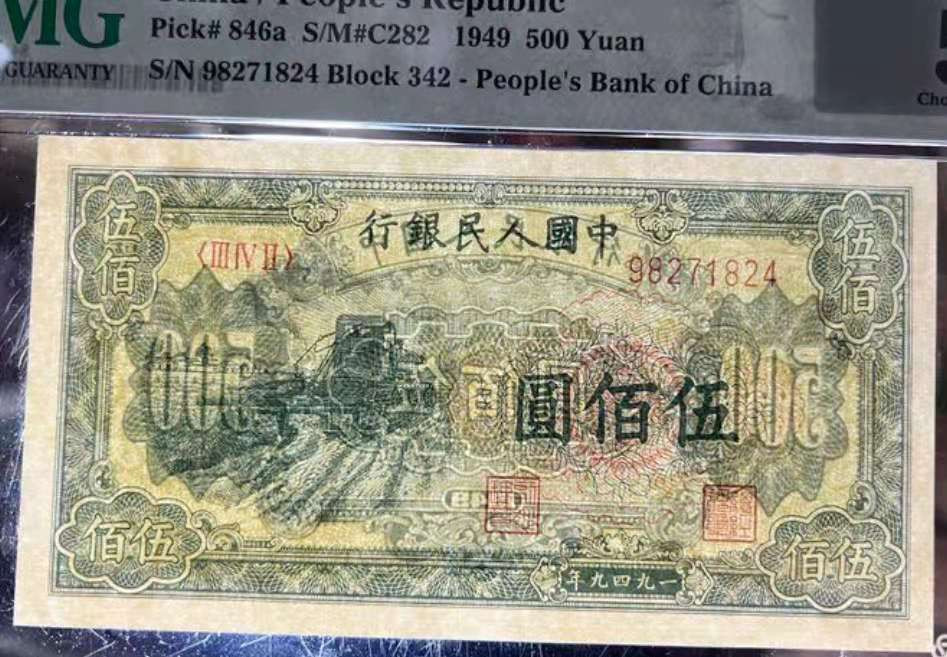 MG
China / People's Republic
Pick# 846a S/M#C282 1949 500 Yuan
GUARANTY
S/N 98271824 Block 342 - People's Bank of China
Cho
伍佰
中國人民銀行
伍佰
〈III IV II〉
98271824
伍佰圓
伍佰
伍佰
一九四九年